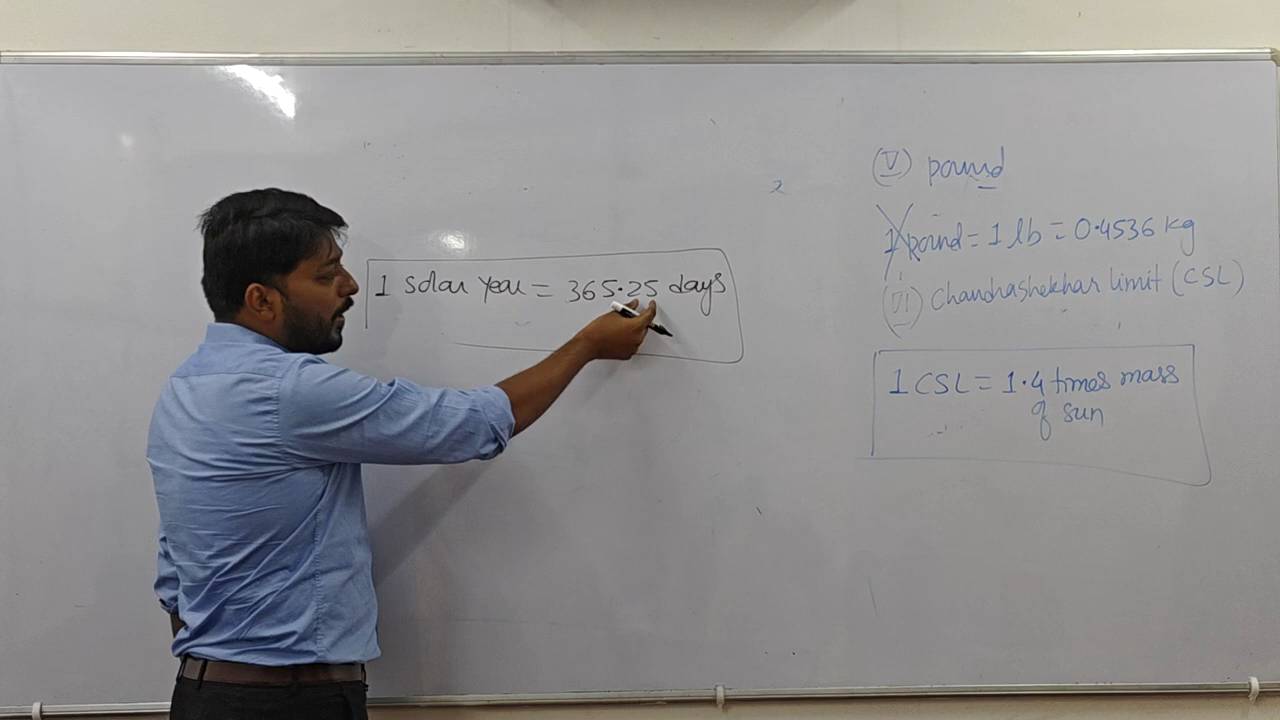 1 Solar Year = 365.25 days
(V) pound
1 pound = 1 lb = 0.4536 kg
(VI) Chandrashekhar limit (CSL)
1 CSL = 1.4 times mass
of sun